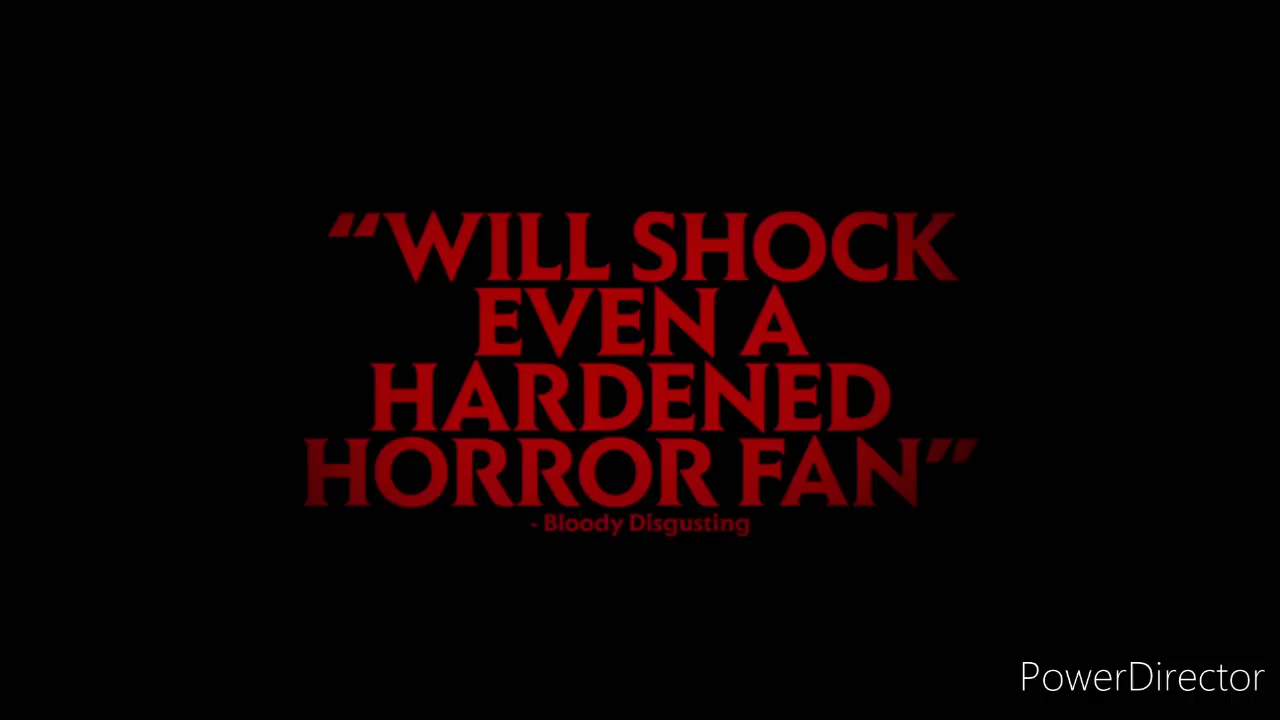 “WILL SHOCK
EVEN A
HARDENED
HORROR FAN”
- Bloody Disgusting
PowerDirector